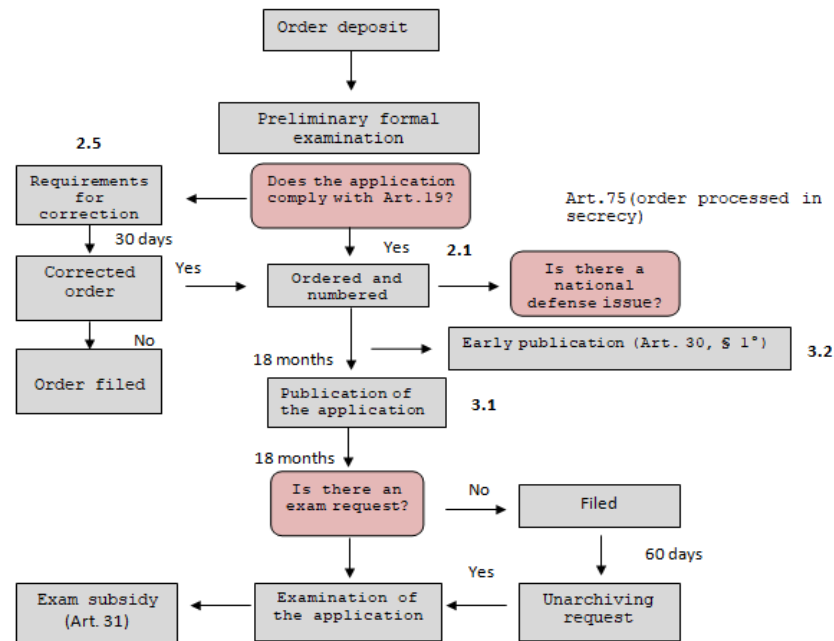 Order deposit
Preliminary formal
examination
2.5
Requirements
for
correction
Does the application
comply with Art.19?
Art.75(order processed in
secrecy)
30 days
Yes
2.1
Corrected
order
Yes
Ordered and
numbered
Is there a
national
defense issue?
No
Order filed
18 months
Early publication (Art. 30, § 1°)
3.2
Publication of
the application
3.1
18 months
Is there an
exam request?
No
Filed
60 days
Exam subsidy
(Art. 31)
Examination of
the application
Yes
Unarchiving
request